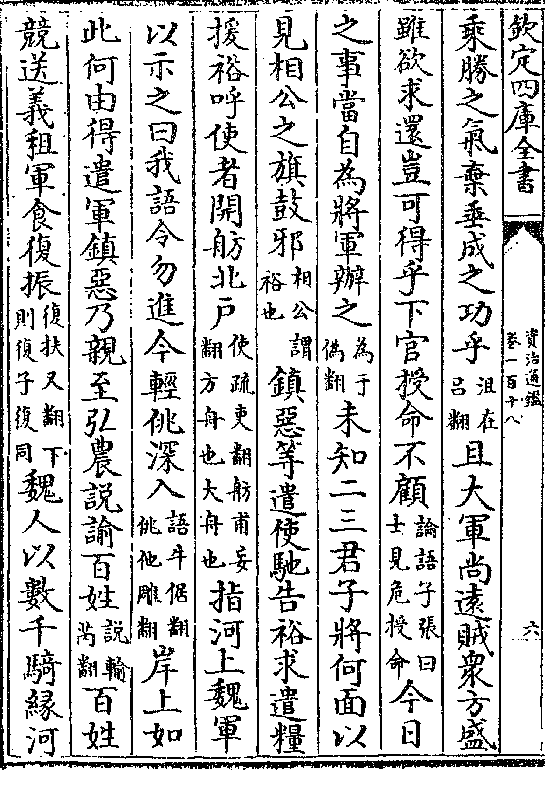 欽定四庫全書
資治通鑑
卷一百十八
六
乘勝之氣棄垂成之功乎沮在吕翻且大軍尚遠賊衆方盛
雖欲求還豈可得乎下官授命不顧論語子張曰士見危授命今日
之事當自為將軍辦之為于偽翻未知二三君子將何面以
見相公之旗鼓邪相公謂裕也鎮惡等遣使馳告裕求遣糧
援裕呼使者開舫北戶使疏吏翻舫甫妄翻方舟也大舟也指河上魏軍
以示之曰我語令勿進今輕佻深入語牛倨翻佻他雕翻岸上如
此何由得遣軍鎮惡乃親至弘農說諭百姓說輸芮翻百姓
競送義租軍食復振復扶又翻下則復子復同魏人以數千騎縁河